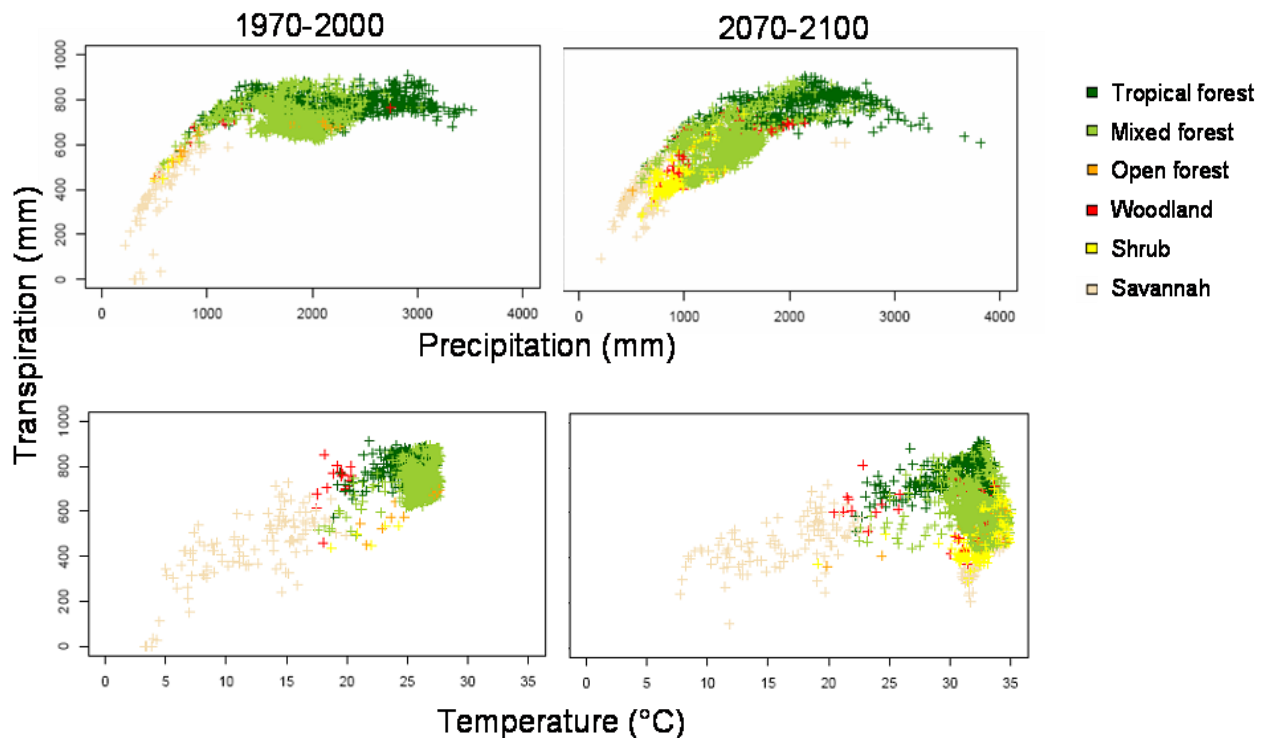 1970-2000
2070-2100
Transpiration (mm)
1000
800
600
400
200
0
0 1000 2000 3000 4000
0 1000 2000 3000 4000
Precipitation (mm)
Tropical forest
Mixed forest
Open forest
Woodland
Shrub
Savannah
1000
800
600
400
200
0
0 5 10 15 20 25 30 35
0 5 10 15 20 25 30 35
Temperature (°C)